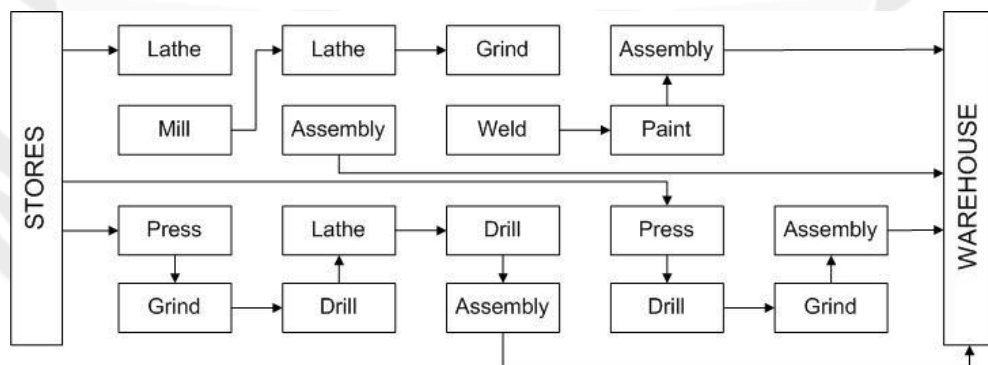 STORES
Lathe
Lathe
Grind
Assembly
Mill
Assembly
Weld
Paint
Press
Lathe
Drill
Press
Assembly
Grind
Drill
Assembly
Drill
Grind
WAREHOUSE